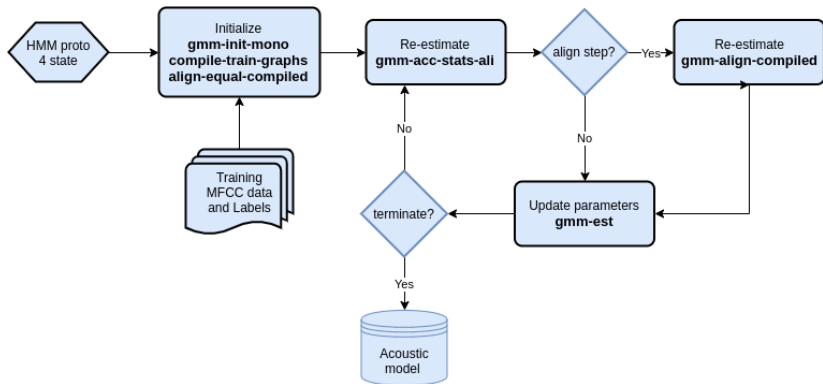 HMM proto
4 state
Initialize
gmm-init-mono
compile-train-graphs
align-equal-compiled
Re-estimate
gmm-acc-stats-ali
align step?
Yes
Re-estimate
gmm-align-compiled
No
No
Training
MFCC data
and Labels
terminate?
Update parameters
gmm-est
Yes
Acoustic
model